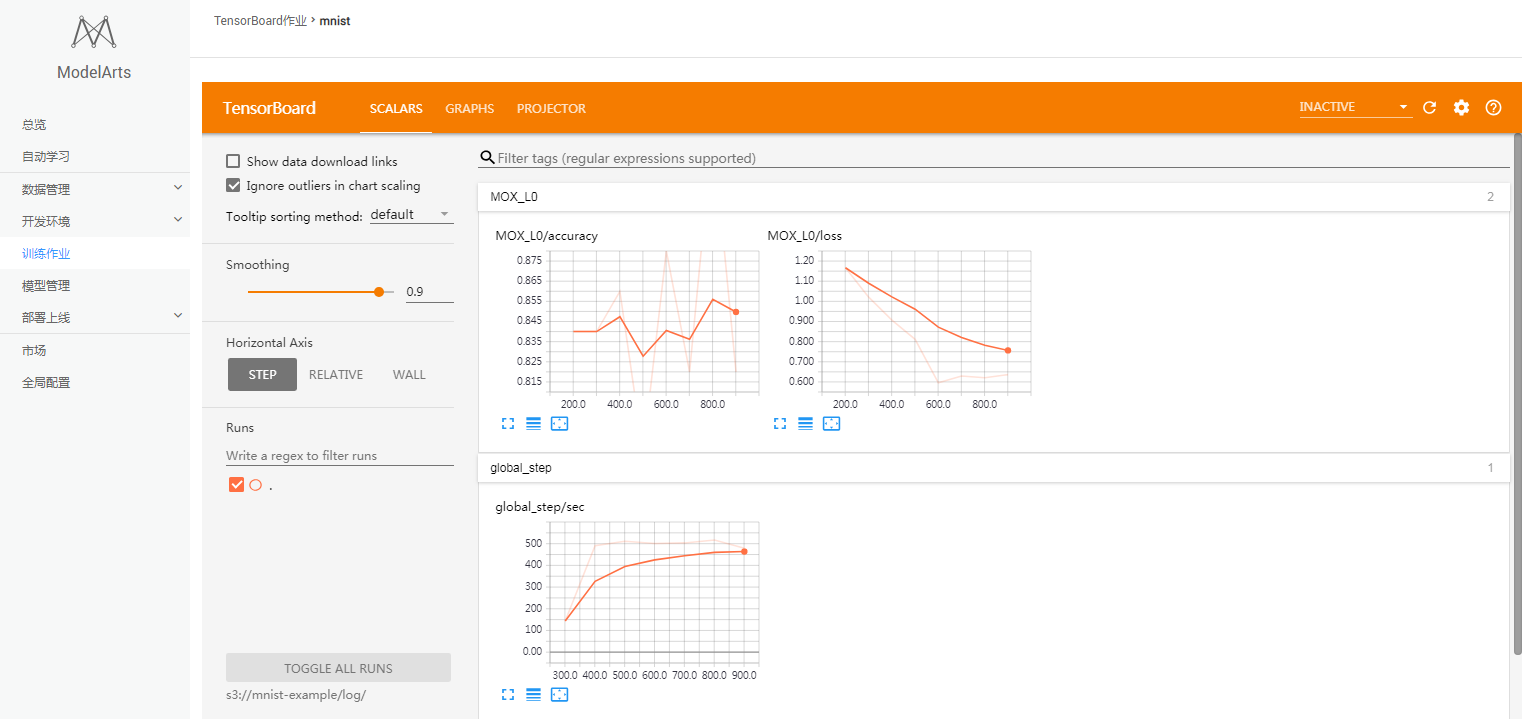 ModelArts
总览
自动学习
数据管理
开发环境
训练作业
模型管理
部署上线
市场
全局配置
TensorBoard作业 › mnist
TensorBoard
SCALARS GRAPHS PROJECTOR
INACTIVE
Show data download links
Ignore outliers in chart scaling
Tooltip sorting method: default
Smoothing
0.9
Horizontal Axis
STEP RELATIVE WALL
Runs
Write a regex to filter runs
.
TOGGLE ALL RUNS
s3://mnist-example/log/
Filter tags (regular expressions supported)
MOX_L0 2
MOX_L0/accuracy
0.875
0.865
0.855
0.845
0.835
0.825
0.815
200.0 400.0 600.0 800.0
MOX_L0/loss
1.20
1.10
1.00
0.900
0.800
0.700
0.600
200.0 400.0 600.0 800.0
global_step 1
global_step/sec
500
400
300
200
100
0.00
300.0 400.0 500.0 600.0 700.0 800.0 900.0